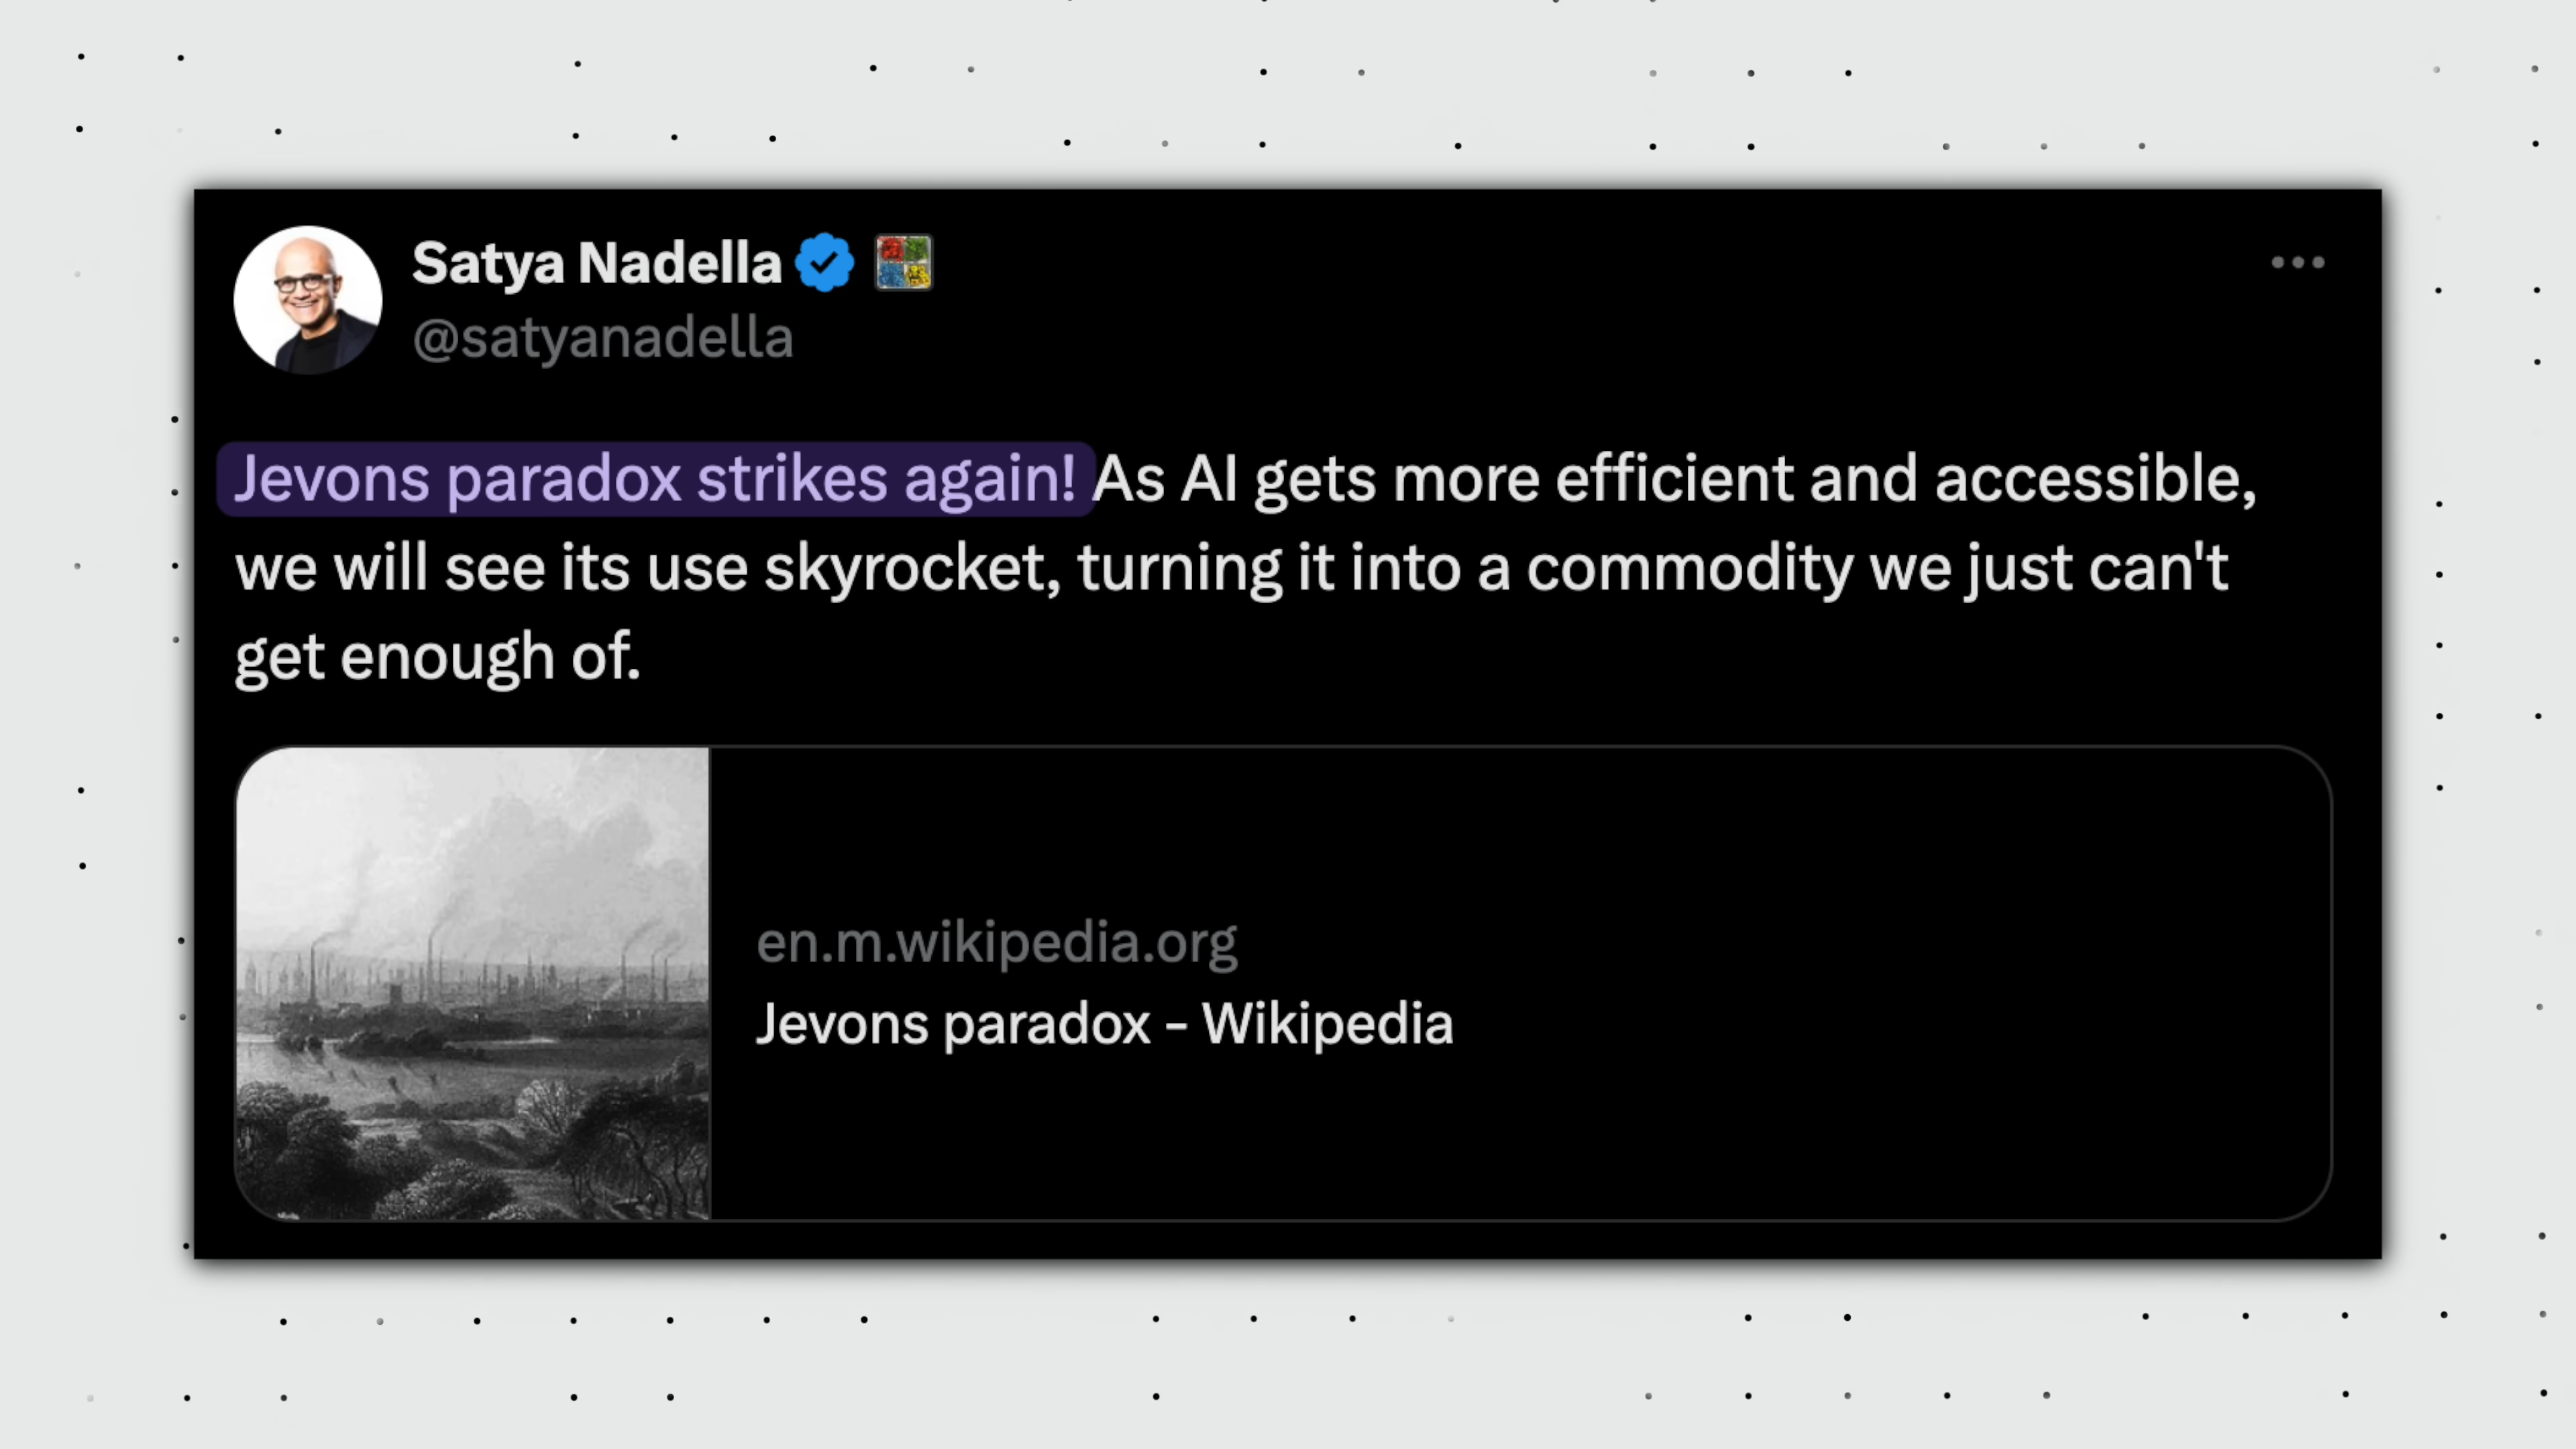 Satya Nadella
@satyanadella
Jevons paradox strikes again! As AI gets more efficient and accessible,
we will see its use skyrocket, turning it into a commodity we just can't
get enough of.
en.m.wikipedia.org
Jevons paradox - Wikipedia